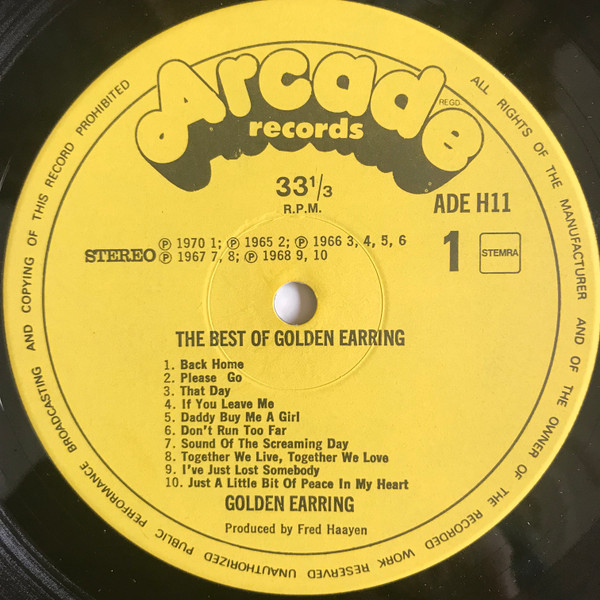 Arcade
REGD.
records
33 1/3
R.P.M.
ADE H11
STEREO ℗ 1970 1; ℗ 1965 2; ℗ 1966 3, 4, 5, 6
℗ 1967 7, 8; ℗ 1968 9, 10
1
STEMRA
THE BEST OF GOLDEN EARRING
1. Back Home
2. Please Go
3. That Day
4. If You Leave Me
5. Daddy Buy Me A Girl
6. Don't Run Too Far
7. Sound Of The Screaming Day
8. Together We Live, Together We Love
9. I've Just Lost Somebody
10. Just A Little Bit Of Peace In My Heart
GOLDEN EARRING
Produced by Fred Haayen
ALL RIGHTS OF THE MANUFACTURER AND OF THE OWNER OF THE RECORDED WORK RESERVED UNAUTHORIZED PUBLIC PERFORMANCE BROADCASTING AND COPYING OF THIS RECORD PROHIBITED